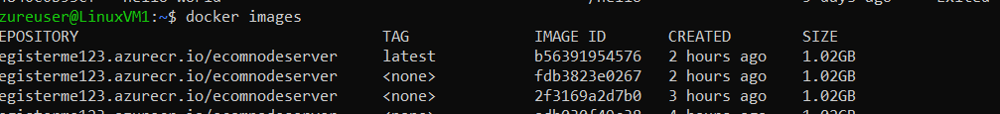 zureuser@LinuxVM1:~$ docker images
EPOSITORY TAG IMAGE ID CREATED SIZE
egisterme123.azurecr.io/ecomnodeserver latest b56391954576 2 hours ago 1.02GB
egisterme123.azurecr.io/ecomnodeserver <none> fdb3823e0267 2 hours ago 1.02GB
egisterme123.azurecr.io/ecomnodeserver <none> 2f3169a2d7b0 3 hours ago 1.02GB